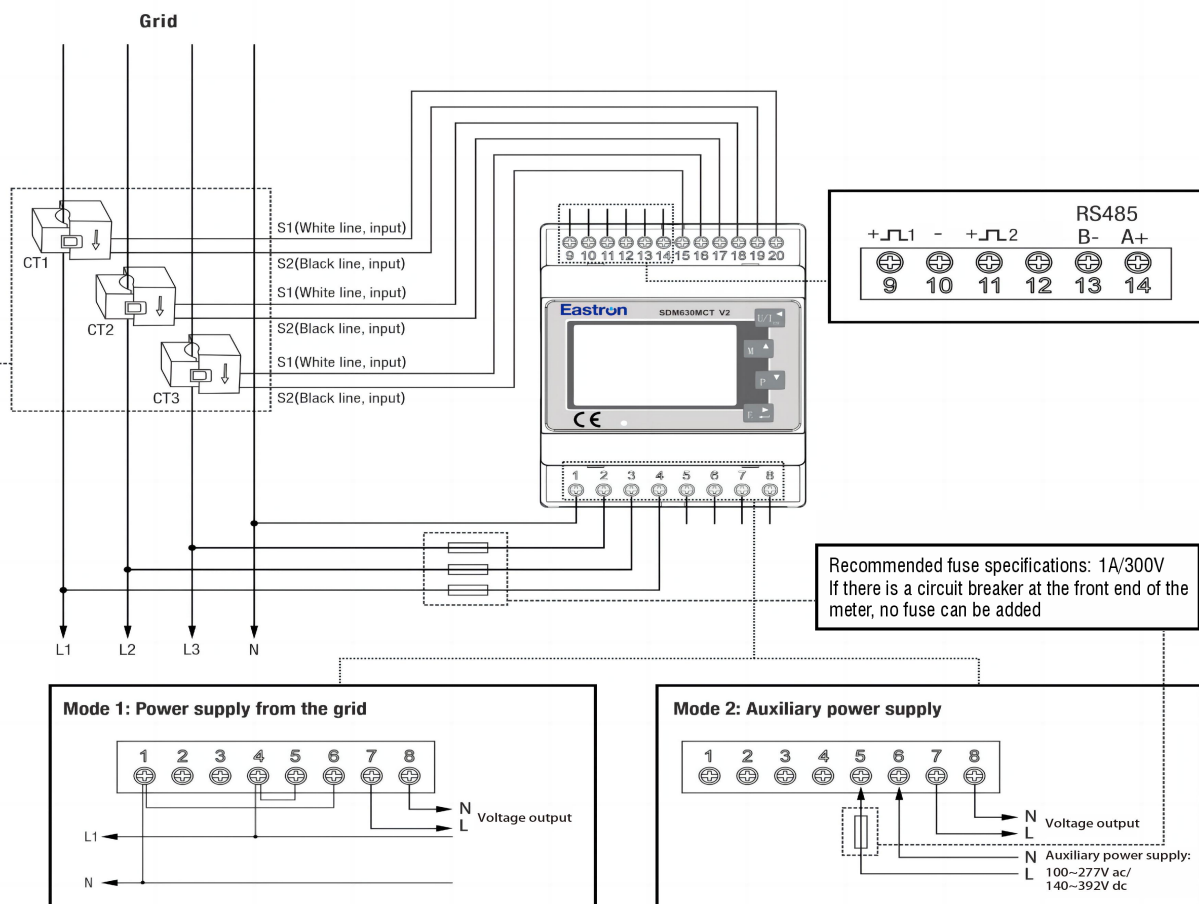 Grid
S1(White line, input)
CT1
S2(Black line, input)
S1(White line, input)
CT2
S2(Black line, input)
S1(White line, input)
CT3
S2(Black line, input)
9 10 11 12 13 14 15 16 17 18 19 20
Eastron SDM630MCT V2
U/I
M
P
E
CE
1 2 3 4 5 6 7 8
RS485
+ 1 - + 2 B- A+
9 10 11 12 13 14
Recommended fuse specifications: 1A/300V
If there is a circuit breaker at the front end of the
meter, no fuse can be added
L1 L2 L3 N
Mode 1: Power supply from the grid
1 2 3 4 5 6 7 8
N
L
Voltage output
L1
N
Mode 2: Auxiliary power supply
1 2 3 4 5 6 7 8
N
L
Voltage output
N
L
Auxiliary power supply:
100~277V ac/
140~392V dc